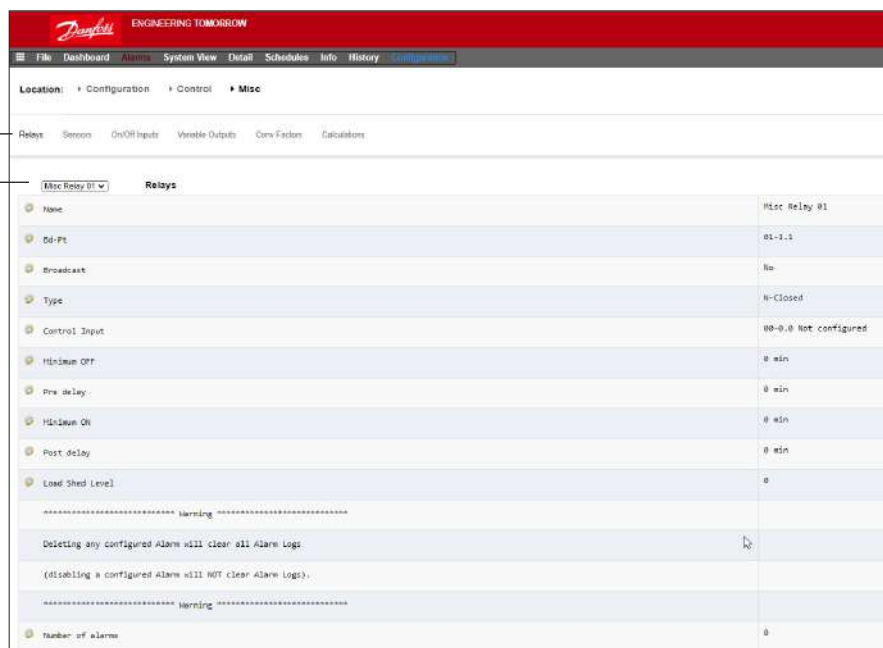 Danfoss ENGINEERING TOMORROW
File Dashboard Alarms System View Detail Schedules Info History Configuration
Location: Configuration Control Misc
Relays Sensors On/Off Inputs Variable Outputs Conv Factors Calculations
Misc Relay 01 Relays
Name Misc Relay 01
Bd-Pt 01-1.1
Broadcast No
Type N-Closed
Control Input 00-0.0 Not configured
Minimum OFF 0 min
Pre delay 0 min
Minimum ON 0 min
Post delay 0 min
Load Shed Level 0
**************************** Warning ****************************
Deleting any configured Alarm will clear all Alarm Logs
(disabling a configured Alarm will NOT clear Alarm Logs).
**************************** Warning ****************************
Number of alarms 0